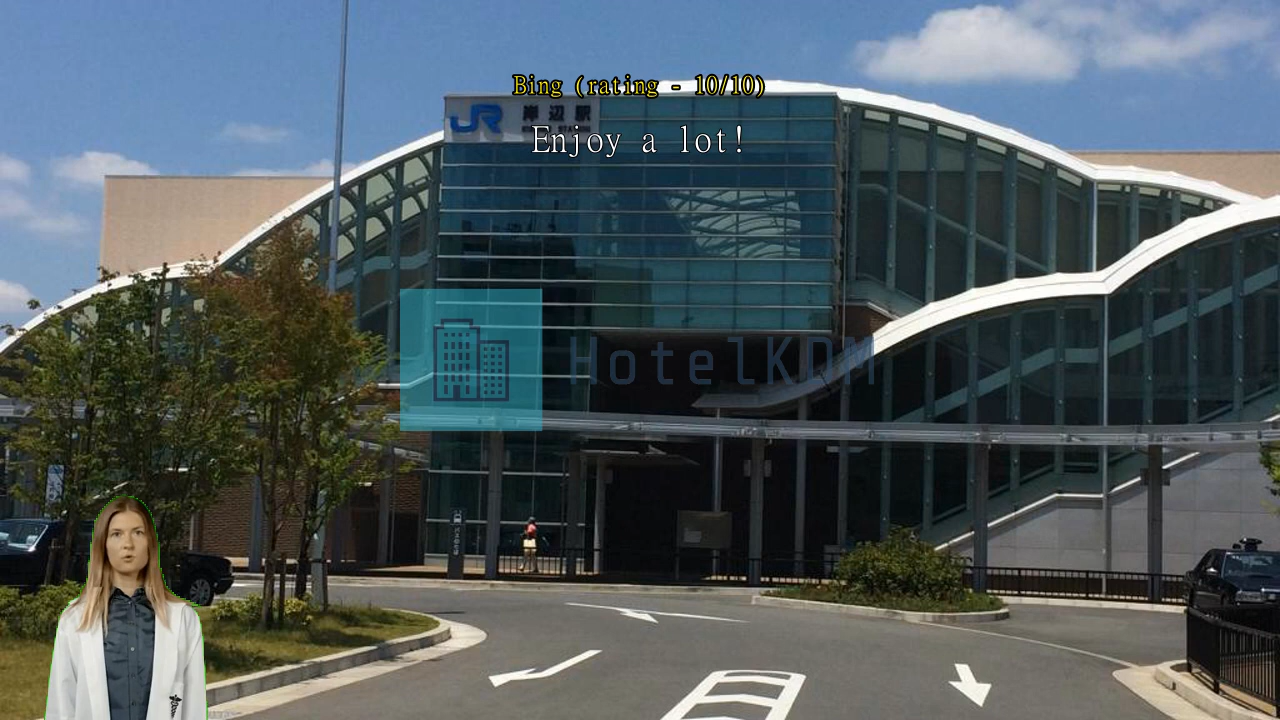 Bing (rating - 10/10)
JR 岸辺駅
Enjoy a lot!
HotelKDM